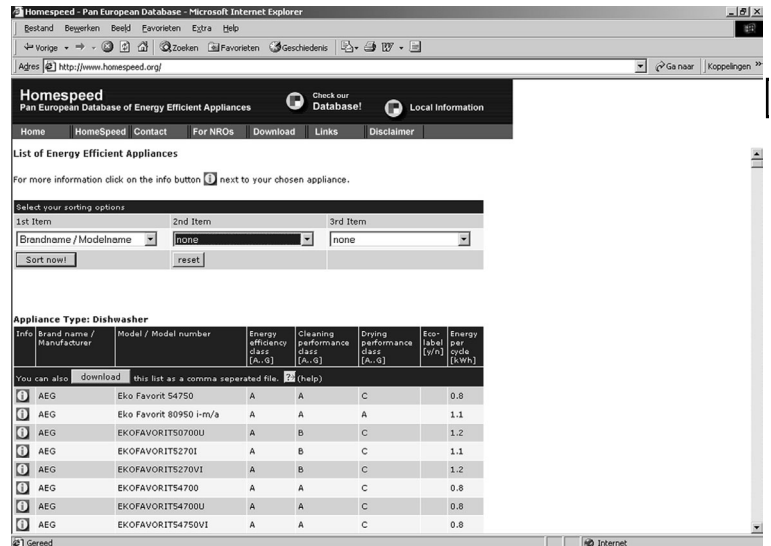 Homespeed - Pan European Database - Microsoft Internet Explorer
Bestand Bewerken Beeld Favorieten Extra Help
Vorige Zoeken Favorieten Geschiedenis
Adres http://www.homespeed.org/ Ga naar Koppelingen »
Homespeed
Pan European Database of Energy Efficient Appliances
Check our
Database!
Local Information
Home HomeSpeed Contact For NROs Download Links Disclaimer
List of Energy Efficient Appliances
For more information click on the info button i next to your chosen appliance.
Select your sorting options
1st Item 2nd Item 3rd Item
Brandname / Modelname none none
Sort now! reset
Appliance Type: Dishwasher
Info Brand name / Manufacturer Model / Model number Energy efficiency class [A..G] Cleaning performance class [A..G] Drying performance class [A..G] Eco-label [y/n] Energy per cycle [kWh]
You can also download this list as a comma seperated file. ? (help)
i AEG Eko Favorit 54750 A A C 0.8
i AEG Eko Favorit 80950 i-m/a A A A 1.1
i AEG EKOFAVORIT50700U A B C 1.2
i AEG EKOFAVORIT5270I A B C 1.1
i AEG EKOFAVORIT5270VI A B C 1.2
i AEG EKOFAVORIT54700 A A C 0.8
i AEG EKOFAVORIT54700U A A C 0.8
i AEG EKOFAVORIT54750VI A A C 0.8
Gereed Internet